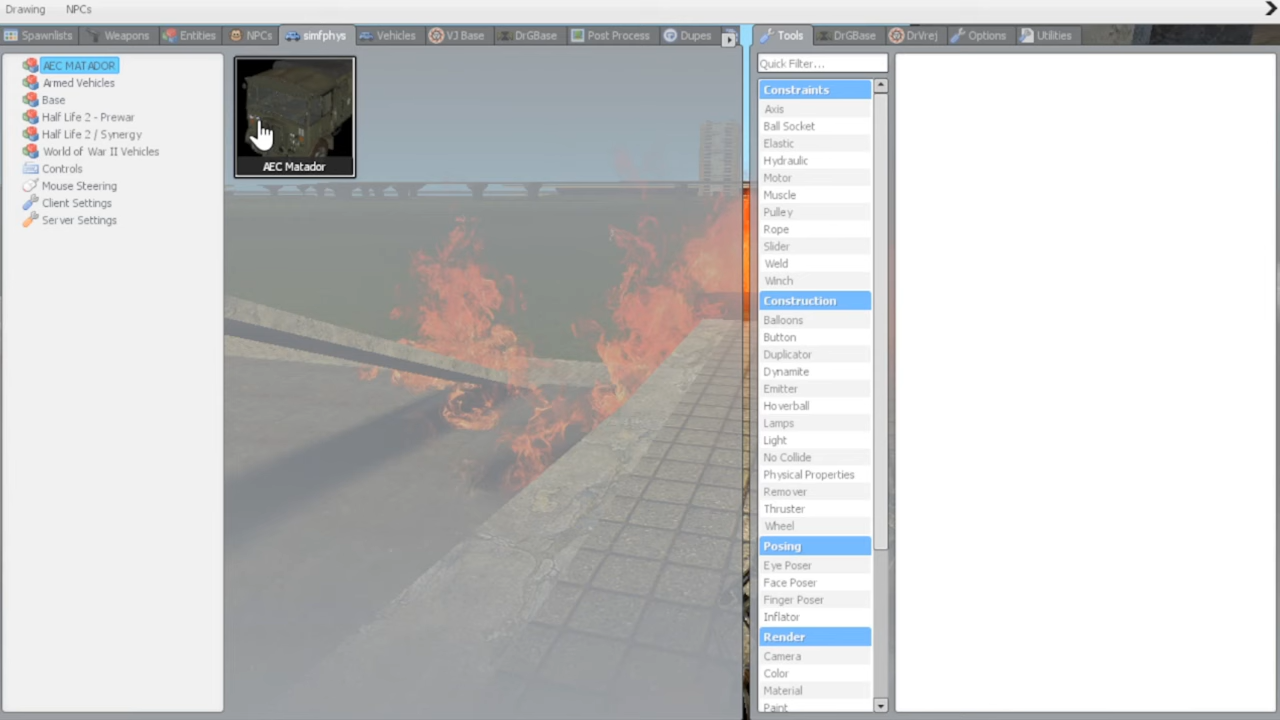 Drawing NPCs
Spawnlists Weapons Entities NPCs simfphys Vehicles VJ Base DrGBase Post Process Dupes
Tools DrGBase DrVrej Options Utilities
AEC MATADOR
Armed Vehicles
Base
Half Life 2 - Prewar
Half Life 2 / Synergy
World of War II Vehicles
Controls
Mouse Steering
Client Settings
Server Settings
AEC Matador
Quick Filter...
Constraints
Axis
Ball Socket
Elastic
Hydraulic
Motor
Muscle
Pulley
Rope
Slider
Weld
Winch
Construction
Balloons
Button
Duplicator
Dynamite
Emitter
Hoverball
Lamps
Light
No Collide
Physical Properties
Remover
Thruster
Wheel
Posing
Eye Poser
Face Poser
Finger Poser
Inflator
Render
Camera
Color
Material
Paint